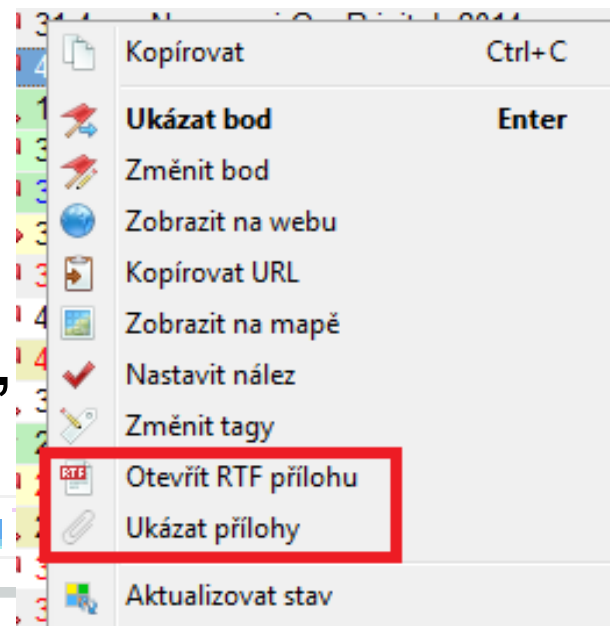 Kopírovat Ctrl+C
Ukázat bod Enter
Změnit bod
Zobrazit na webu
Kopírovat URL
Zobrazit na mapě
Nastavit nález
Změnit tagy
RTF Otevřít RTF přílohu
Ukázat přílohy
Aktualizovat stav